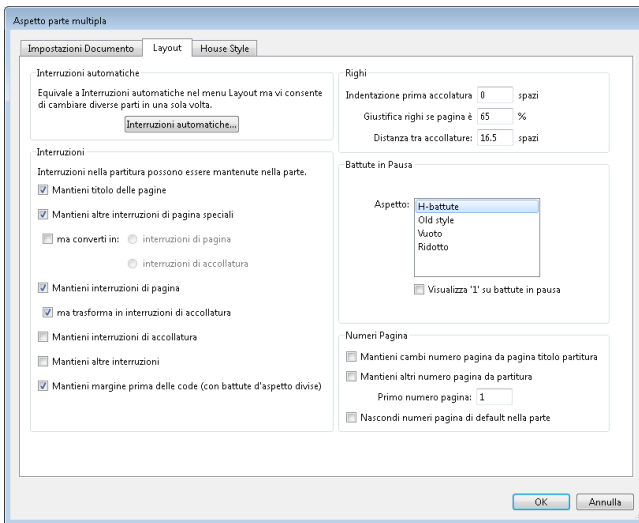 Aspetto parte multipla
Impostazioni Documento
Layout
House Style
Interruzioni automatiche
Equivale a Interruzioni automatiche nel menu Layout ma vi consente
di cambiare diverse parti in una sola volta.
Interruzioni automatiche...
Interruzioni
Interruzioni nella partitura possono essere mantenute nella parte.
Mantieni titolo delle pagine
Mantieni altre interruzioni di pagina speciali
ma converti in:
interruzioni di pagina
interruzioni di accollatura
Mantieni interruzioni di pagina
ma trasforma in interruzioni di accollatura
Mantieni interruzioni di accollatura
Mantieni altre interruzioni
Mantieni margine prima delle code (con battute d'aspetto divise)
Righi
Indentazione prima accolatura 0 spazi
Giustifica righi se pagina è 65 %
Distanza tra accollature: 16.5 spazi
Battute in Pausa
Aspetto:
H-battute
Old style
Vuoto
Ridotto
Visualizza '1' su battute in pausa
Numeri Pagina
Mantieni cambi numero pagina da pagina titolo partitura
Mantieni altri numero pagina da partitura
Primo numero pagina: 1
Nascondi numeri pagina di default nella parte
OK
Annulla